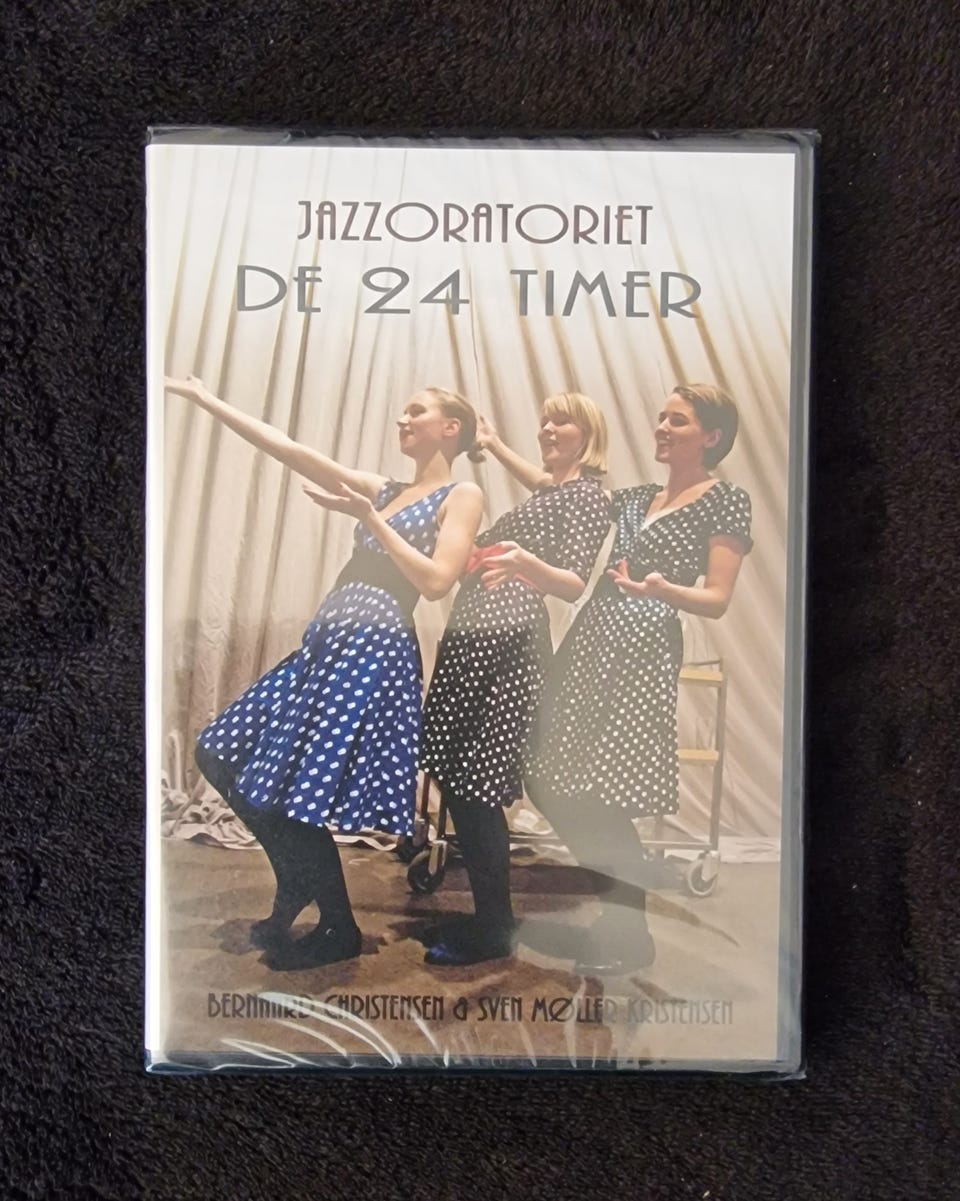 JAZZORATORIET
DE 24 TIMER
BERNHARD CHRISTENSEN & SVEN MØLLER KRISTENSEN